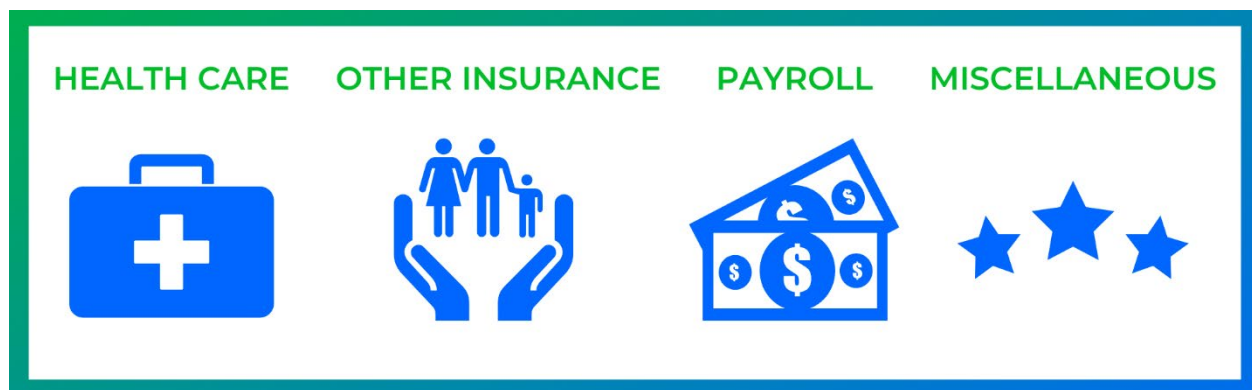 HEALTH CARE
OTHER INSURANCE
PAYROLL
MISCELLANEOUS
$
$
$
$
$